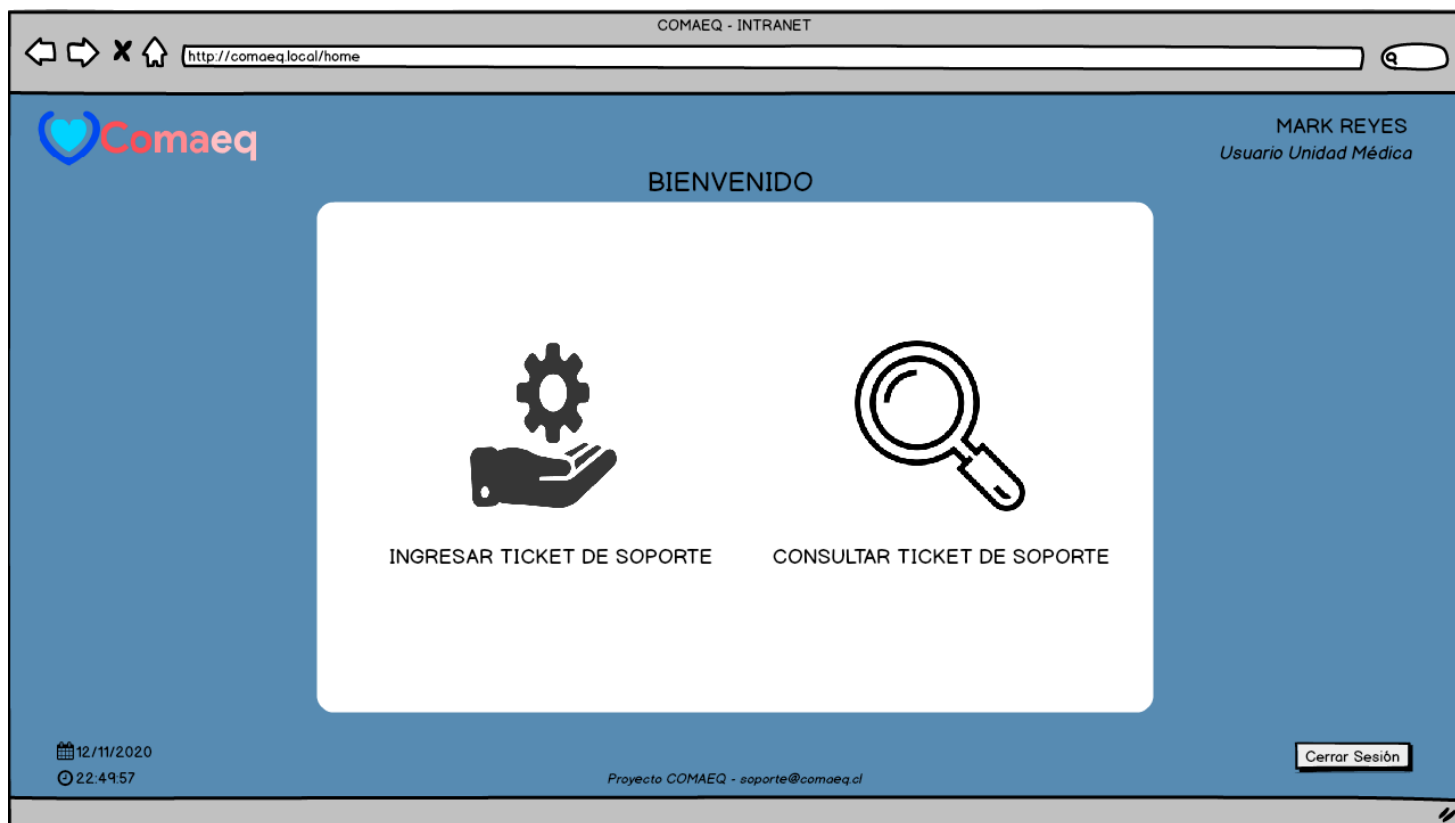 COMAEQ - INTRANET
http://comaeq.local/home
Comaeq
MARK REYES
Usuario Unidad Médica
BIENVENIDO
INGRESAR TICKET DE SOPORTE
CONSULTAR TICKET DE SOPORTE
12/11/2020
22:49:57
Proyecto COMAEQ - soporte@comaeq.cl
Cerrar Sesión